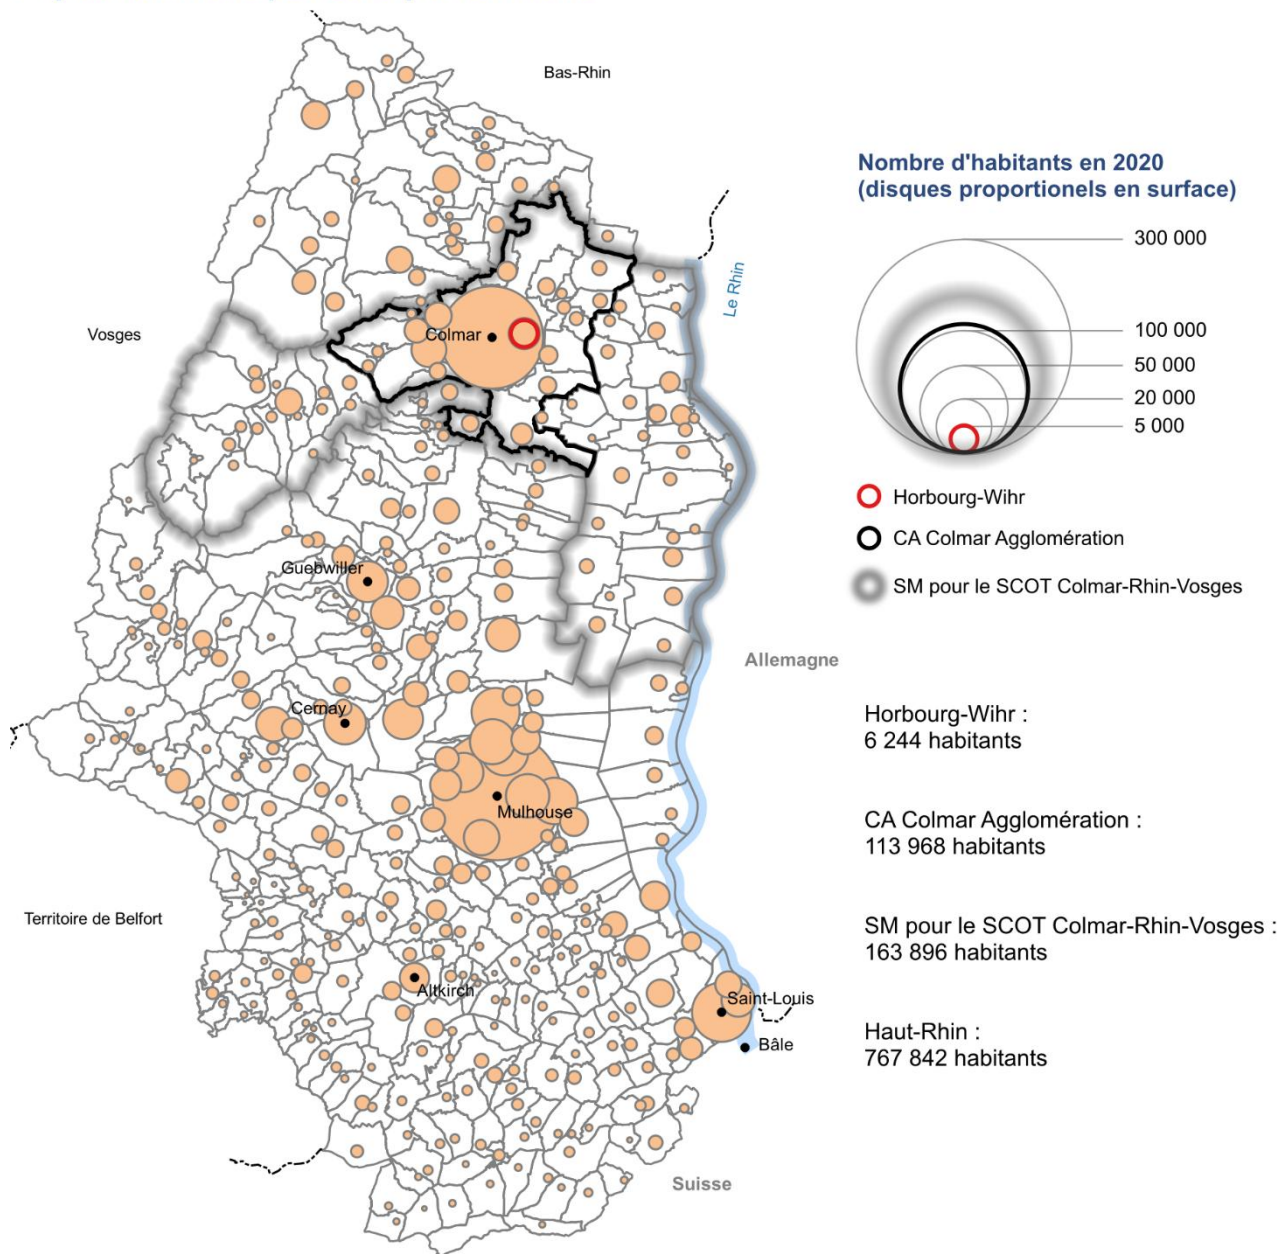 Bas-Rhin
Nombre d'habitants en 2020
(disques proportionels en surface)
300 000
Le Rhin
Vosges
Colmar
100 000
50 000
20 000
5 000
Horbourg-Wihr
CA Colmar Agglomération
Guebwiller
SM pour le SCOT Colmar-Rhin-Vosges
Allemagne
Cernay
Horbourg-Wihr :
6 244 habitants
Mulhouse
CA Colmar Agglomération :
113 968 habitants
Territoire de Belfort
SM pour le SCOT Colmar-Rhin-Vosges :
163 896 habitants
Altkirch
Saint-Louis
Bâle
Haut-Rhin :
767 842 habitants
Suisse